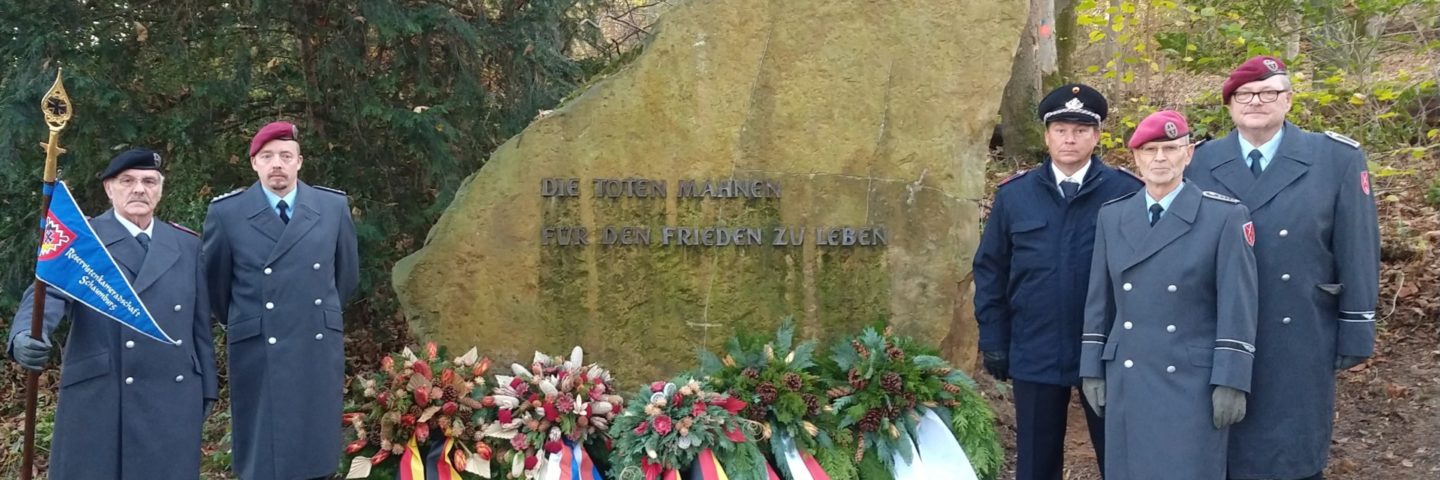 DIE TOTEN MAHNEN
FÜR DEN FRIEDEN ZU LEBEN
Reservistenkameradschaft
Schaumburg